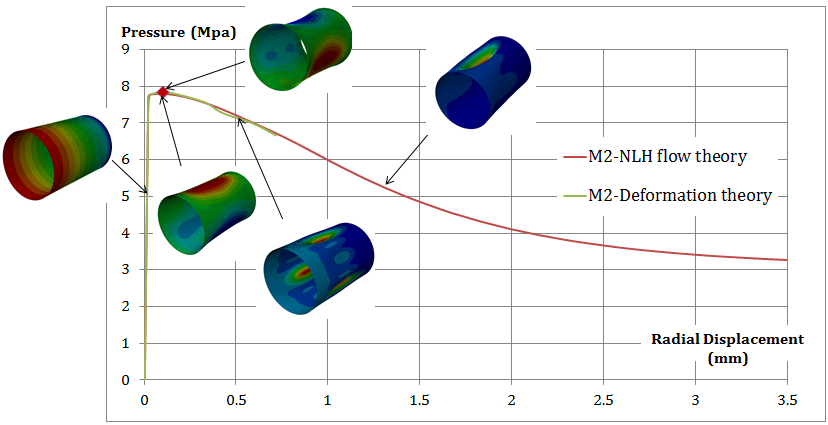 Pressure (Mpa)
9
8
7
6
5
4
3
2
1
0
M2-NLH flow theory
M2-Deformation theory
Radial Displacement
(mm)
0 0.5 1 1.5 2 2.5 3 3.5